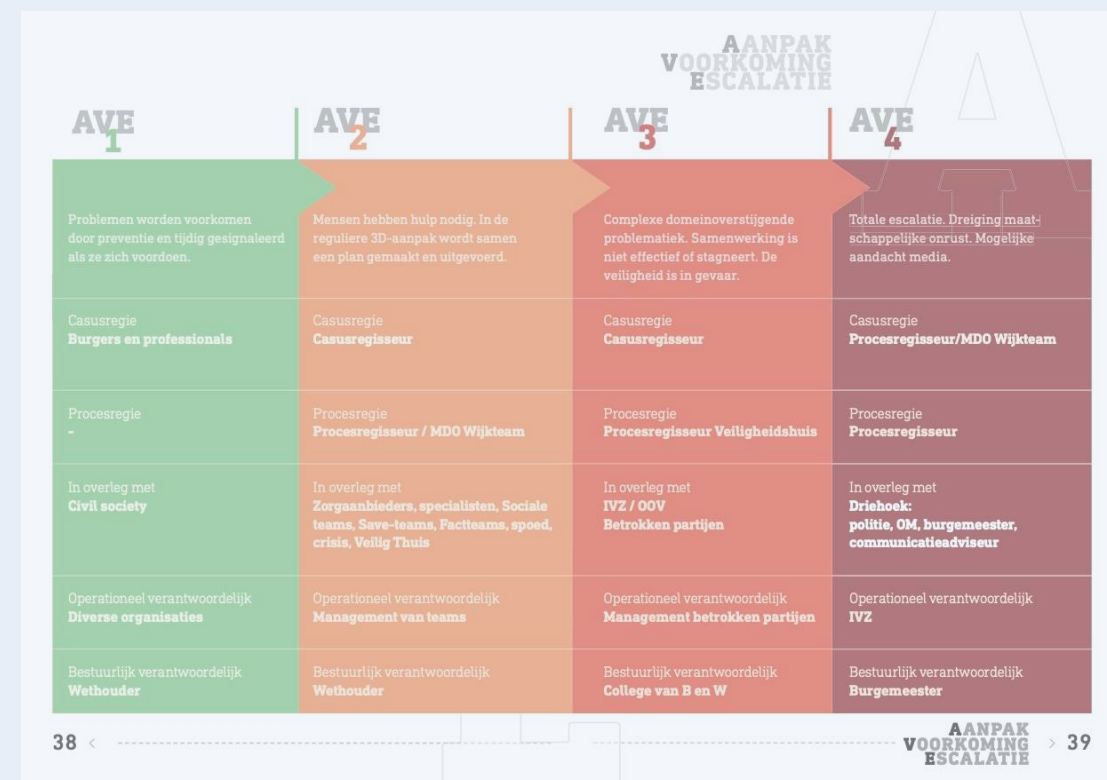 AANPAK
VOORKOMING
ESCALATIE
AVE
1
AVE
2
AVE
3
AVE
4
Problemen worden voorkomen
door preventie en tijdig gesignaleerd
als ze zich voordoen.
Mensen hebben hulp nodig. In de
reguliere 3D-aanpak wordt samen
een plan gemaakt en uitgevoerd.
Complexe domeinoverstijgende
problematiek. Samenwerking is
niet effectief of stagneert. De
veiligheid is in gevaar.
Totale escalatie. Dreiging maat-
schappelijke onrust. Mogelijke
aandacht media.
Casusregie
Burgers en professionals
Casusregie
Casusregisseur
Casusregie
Casusregisseur
Casusregie
Procesregisseur/MDO Wijkteam
Procesregie
-
Procesregie
Procesregisseur / MDO Wijkteam
Procesregie
Procesregisseur Veiligheidshuis
Procesregie
Procesregisseur
In overleg met
Civil society
In overleg met
Zorgaanbieders, specialisten, Sociale
teams, Save-teams, Factteams, spoed,
crisis, Veilig Thuis
In overleg met
IVZ / OOV
Betrokken partijen
In overleg met
Driehoek:
politie, OM, burgemeester,
communicatieadviseur
Operationeel verantwoordelijk
Diverse organisaties
Operationeel verantwoordelijk
Management van teams
Operationeel verantwoordelijk
Management betrokken partijen
Operationeel verantwoordelijk
IVZ
Bestuurlijk verantwoordelijk
Wethouder
Bestuurlijk verantwoordelijk
Wethouder
Bestuurlijk verantwoordelijk
College van B en W
Bestuurlijk verantwoordelijk
Burgemeester
38 <
AANPAK
VOORKOMING
ESCALATIE
> 39